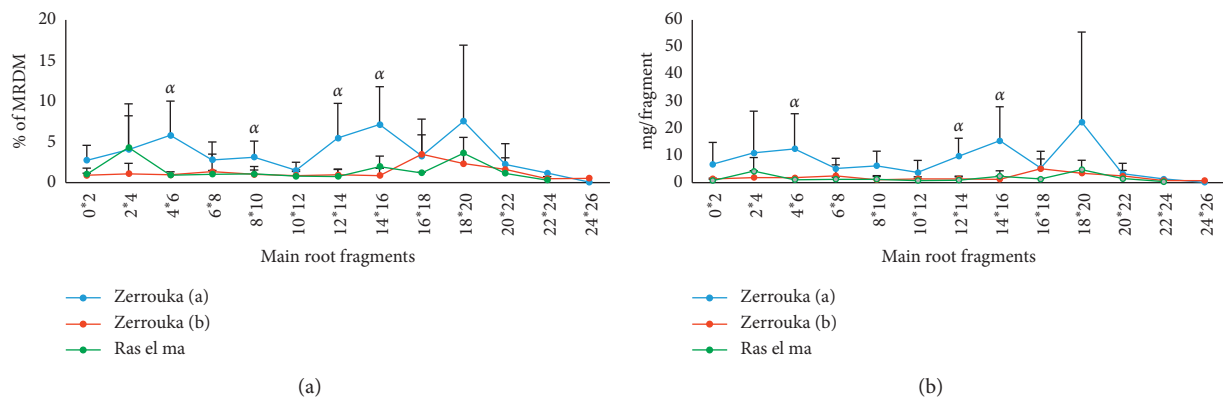 20
15
10
5
0
% of MRDM
α
α
α
α
0*2
2*4
4*6
6*8
8*10
10*12
12*14
14*16
16*18
18*20
20*22
22*24
24*26
Main root fragments
Zerrouka (a)
Zerrouka (b)
Ras el ma
(a)
60
50
40
30
20
10
0
mg/fragment
α
α
α
0*2
2*4
4*6
6*8
8*10
10*12
12*14
14*16
16*18
18*20
20*22
22*24
24*26
Main root fragments
Zerrouka (a)
Zerrouka (b)
Ras el ma
(b)